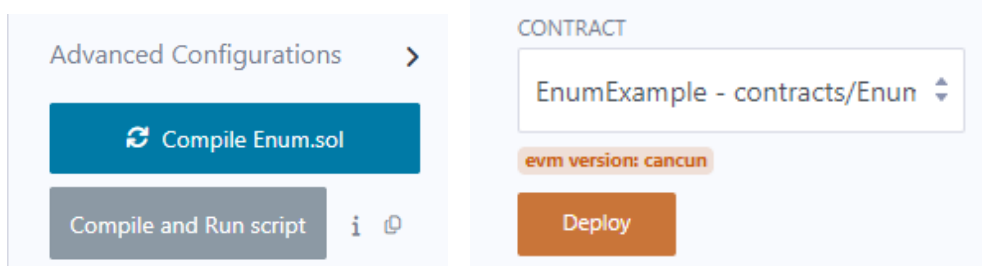 Advanced Configurations
Compile Enum.sol
Compile and Run script
CONTRACT
EnumExample - contracts/Enum
evm version: cancun
Deploy